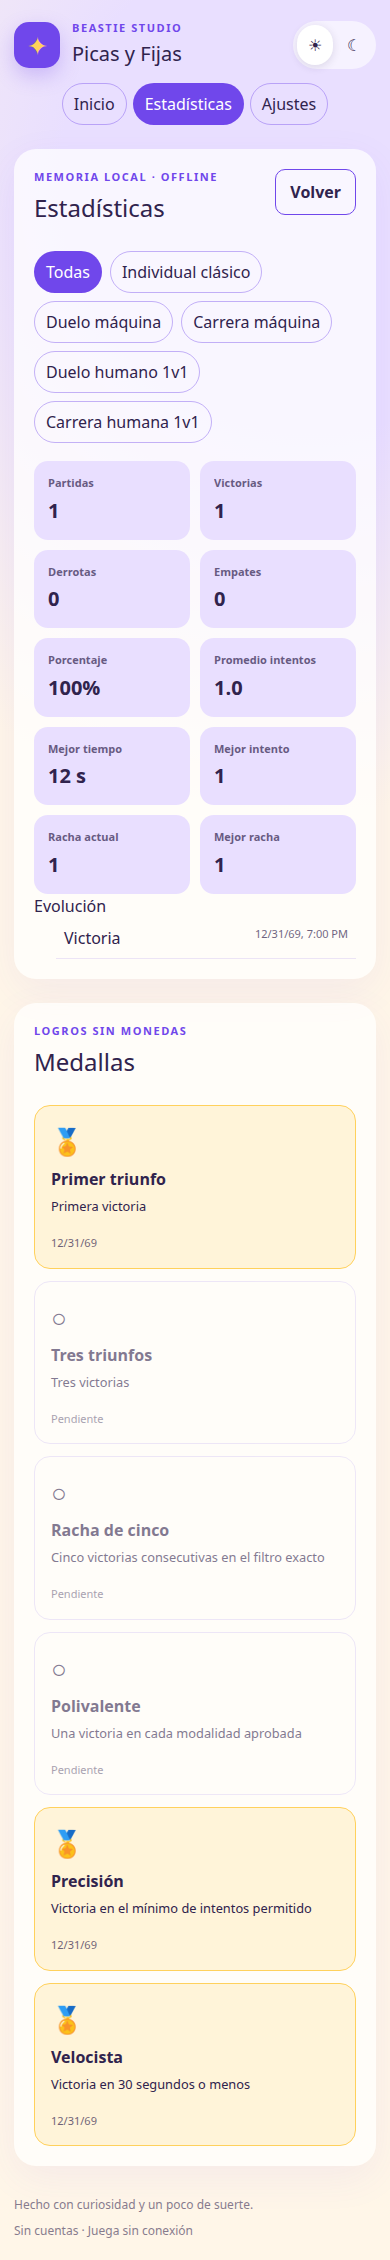 BEASTIE STUDIO
Picas y Fijas
Inicio
Estadísticas
Ajustes
MEMORIA LOCAL · OFFLINE
Estadísticas
Volver
Todas
Individual clásico
Duelo máquina
Carrera máquina
Duelo humano 1v1
Carrera humana 1v1
Partidas
1
Victorias
1
Derrotas
0
Empates
0
Porcentaje
100%
Promedio intentos
1.0
Mejor tiempo
12 s
Mejor intento
1
Racha actual
1
Mejor racha
1
Evolución
Victoria
12/31/69, 7:00 PM
LOGROS SIN MONEDAS
Medallas
Primer triunfo
Primera victoria
12/31/69
Tres triunfos
Tres victorias
Pendiente
Racha de cinco
Cinco victorias consecutivas en el filtro exacto
Pendiente
Polivalente
Una victoria en cada modalidad aprobada
Pendiente
Precisión
Victoria en el mínimo de intentos permitido
12/31/69
Velocista
Victoria en 30 segundos o menos
12/31/69
Hecho con curiosidad y un poco de suerte.
Sin cuentas · Juega sin conexión